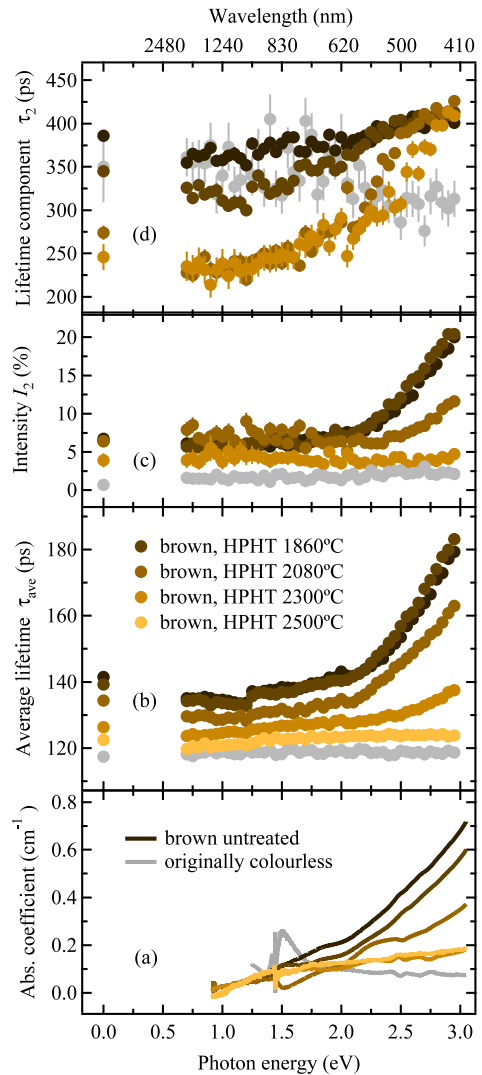 Wavelength (nm)
2480 1240 830 620 500 410
Lifetime component τ₂ (ps)
450
400
350
300
250
200
(d)
Intensity I₂ (%)
20
15
10
5
0
(c)
Average lifetime τave (ps)
180
160
140
120
brown, HPHT 1860ºC
brown, HPHT 2080ºC
brown, HPHT 2300ºC
brown, HPHT 2500ºC
(b)
Abs. coefficient (cm⁻¹)
0.8
0.6
0.4
0.2
0.0
brown untreated
originally colourless
(a)
0.0 0.5 1.0 1.5 2.0 2.5 3.0
Photon energy (eV)